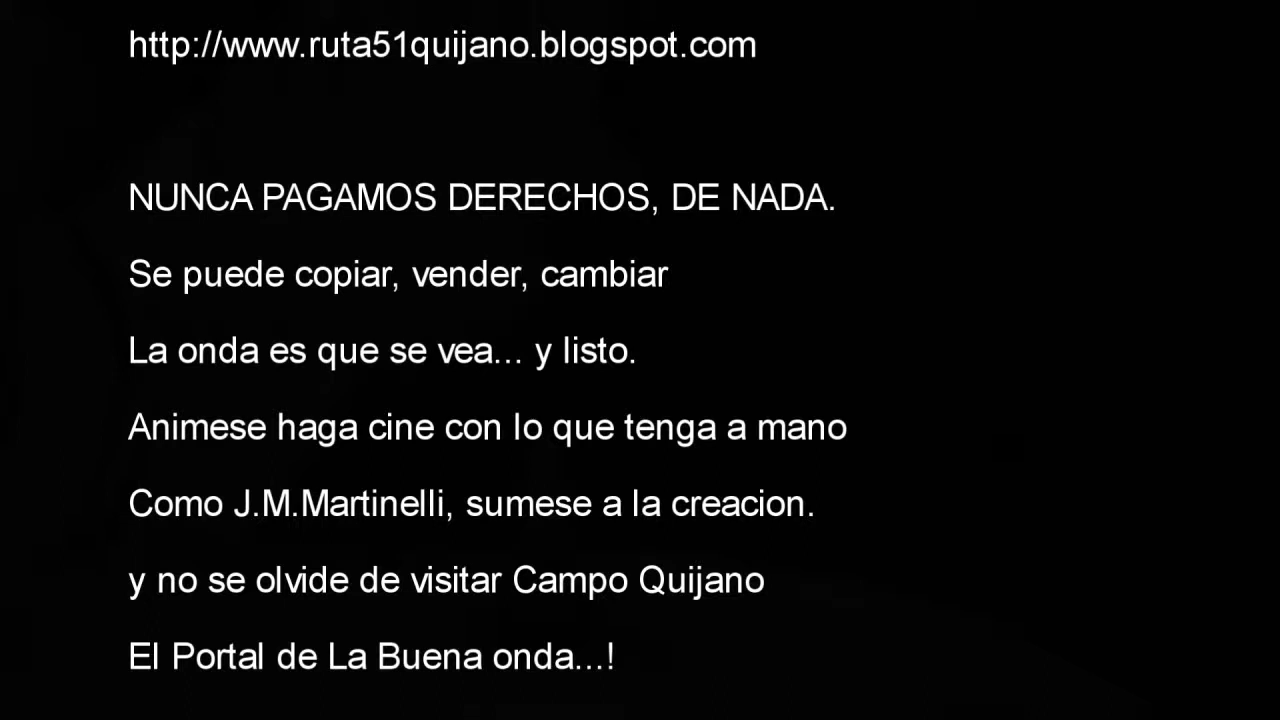 http://www.ruta51quijano.blogspot.com
NUNCA PAGAMOS DERECHOS, DE NADA.
Se puede copiar, vender, cambiar
La onda es que se vea... y listo.
Animese haga cine con lo que tenga a mano
Como J.M.Martinelli, sumese a la creacion.
y no se olvide de visitar Campo Quijano
El Portal de La Buena onda...!